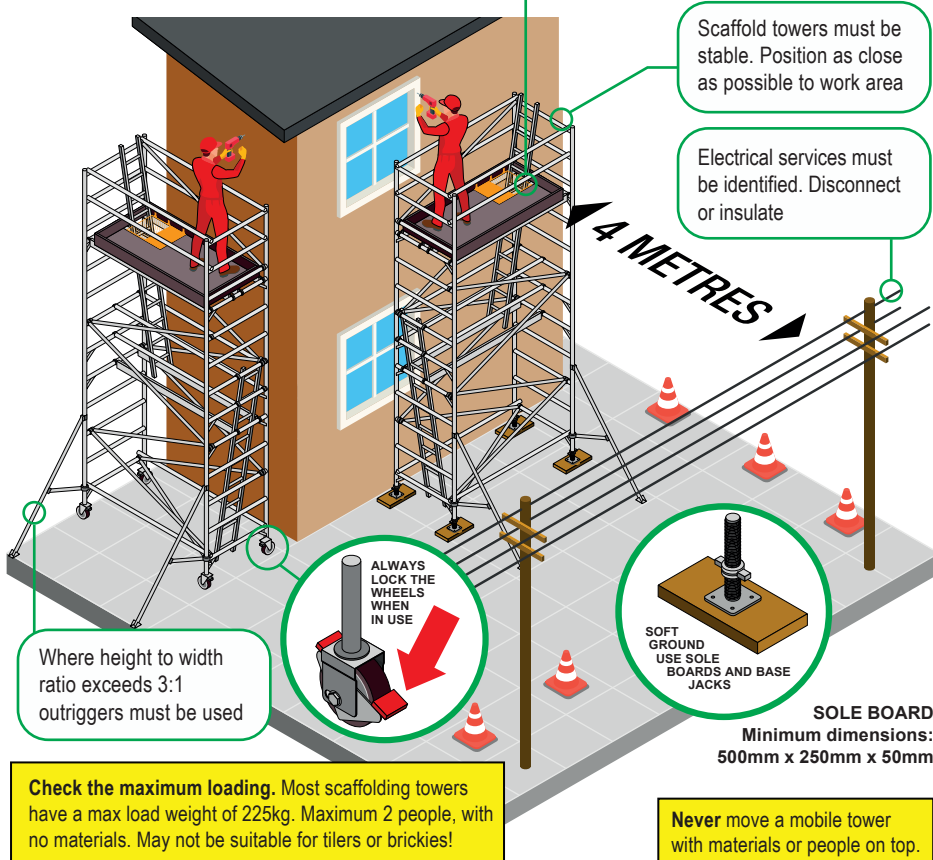 Scaffold towers must be
stable. Position as close
as possible to work area
Electrical services must
be identified. Disconnect
or insulate
4 METRES
ALWAYS
LOCK THE
WHEELS
WHEN
IN USE
SOFT
GROUND
USE SOLE
BOARDS AND BASE
JACKS
Where height to width
ratio exceeds 3:1
outriggers must be used
SOLE BOARD
Minimum dimensions:
500mm x 250mm x 50mm
Check the maximum loading. Most scaffolding towers
have a max load weight of 225kg. Maximum 2 people, with
no materials. May not be suitable for tilers or brickies!
Never move a mobile tower
with materials or people on top.